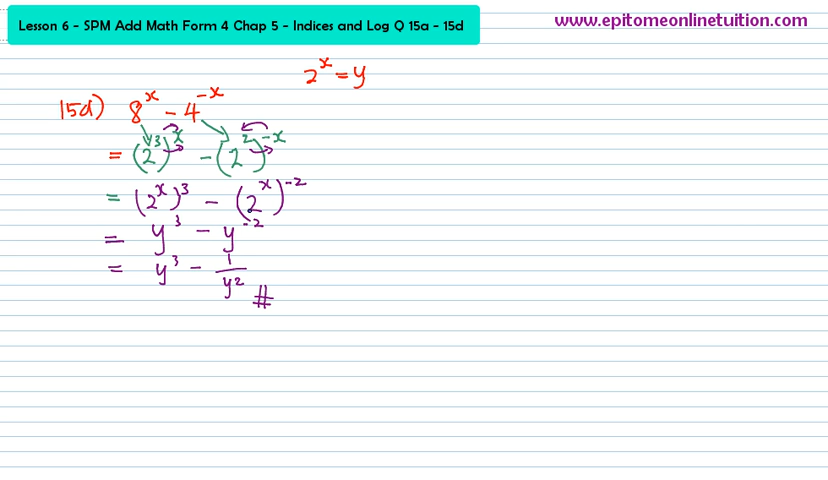 Lesson 6 - SPM Add Math Form 4 Chap 5 - Indices and Log Q 15a - 15d
www.epitomeonlinetuition.com
2^x = y
15d) 8^x - 4^-x
= (2^3)^x - (2^2)^-x
= (2^x)^3 - (2^x)^-2
= y^3 - y^-2
= y^3 - 1/y^2 #